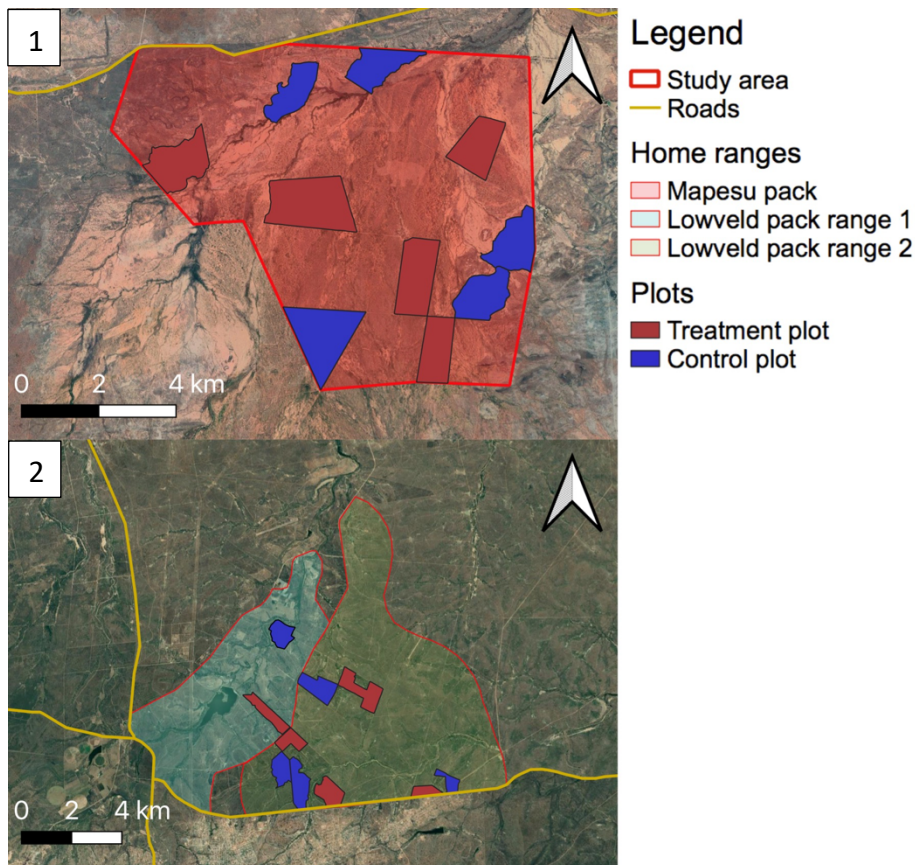 1
0 2 4 km
2
0 2 4 km
Legend
Study area
Roads
Home ranges
Mapesu pack
Lowveld pack range 1
Lowveld pack range 2
Plots
Treatment plot
Control plot